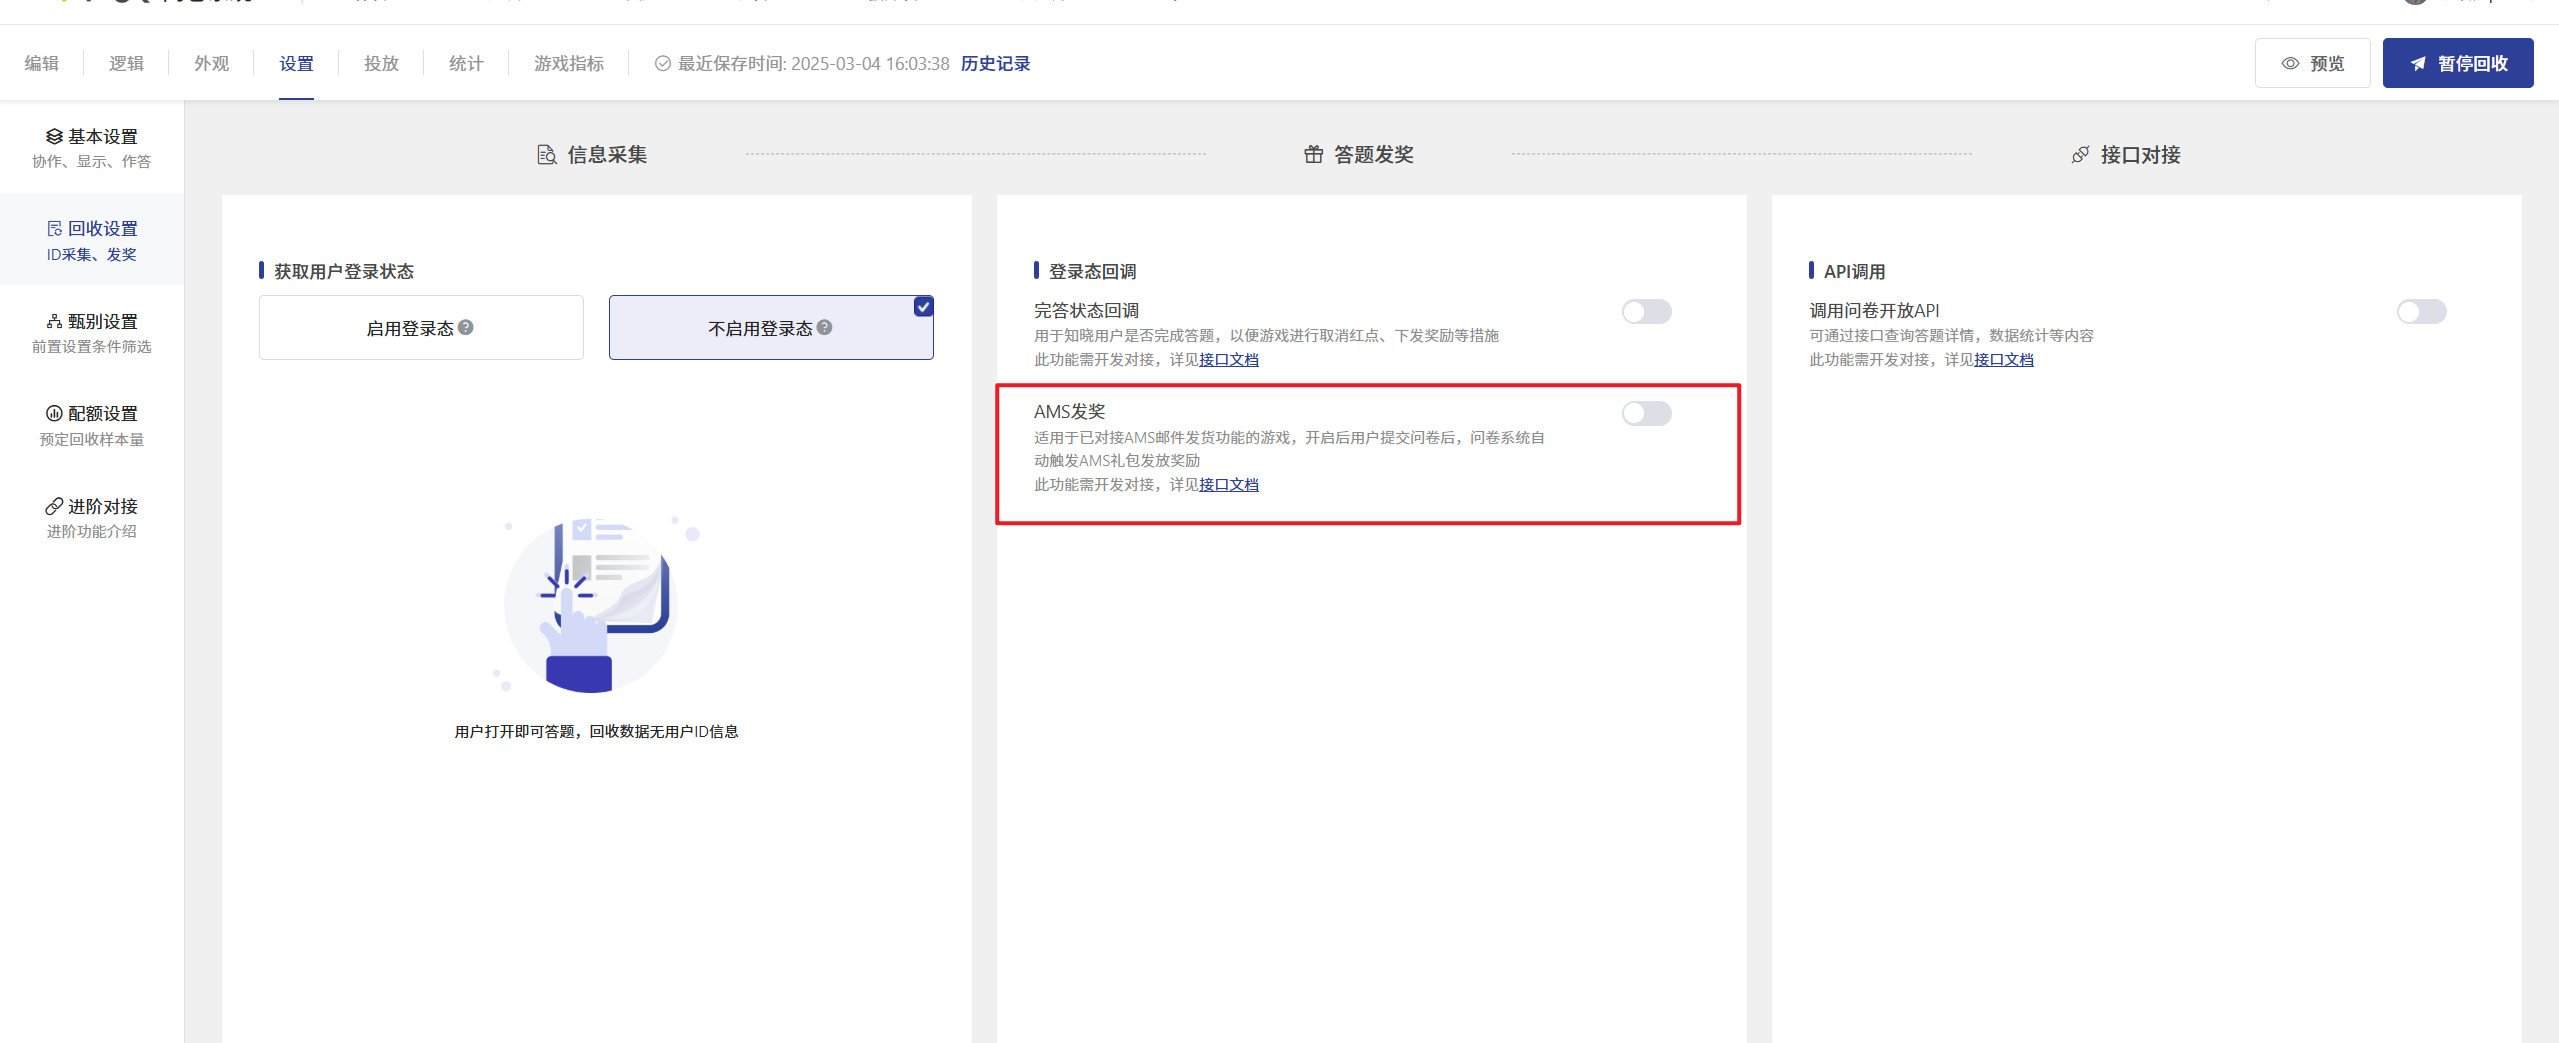 编辑
逻辑
外观
设置
投放
统计
游戏指标
最近保存时间: 2025-03-04 16:03:38 历史记录
预览
暂停回收
基本设置
协作、显示、作答
回收设置
ID采集、发奖
甄别设置
前置设置条件筛选
配额设置
预定回收样本量
进阶对接
进阶功能介绍
信息采集
答题发奖
接口对接
获取用户登录状态
启用登录态
不启用登录态
用户打开即可答题，回收数据无用户ID信息
登录态回调
完答状态回调
用于知晓用户是否完成答题，以便游戏进行取消红点、下发奖励等措施
此功能需开发对接，详见接口文档
AMS发奖
适用于已对接AMS邮件发货功能的游戏，开启后用户提交问卷后，问卷系统自
动触发AMS礼包发放奖励
此功能需开发对接，详见接口文档
API调用
调用问卷开放API
可通过接口查询答题详情，数据统计等内容
此功能需开发对接，详见接口文档